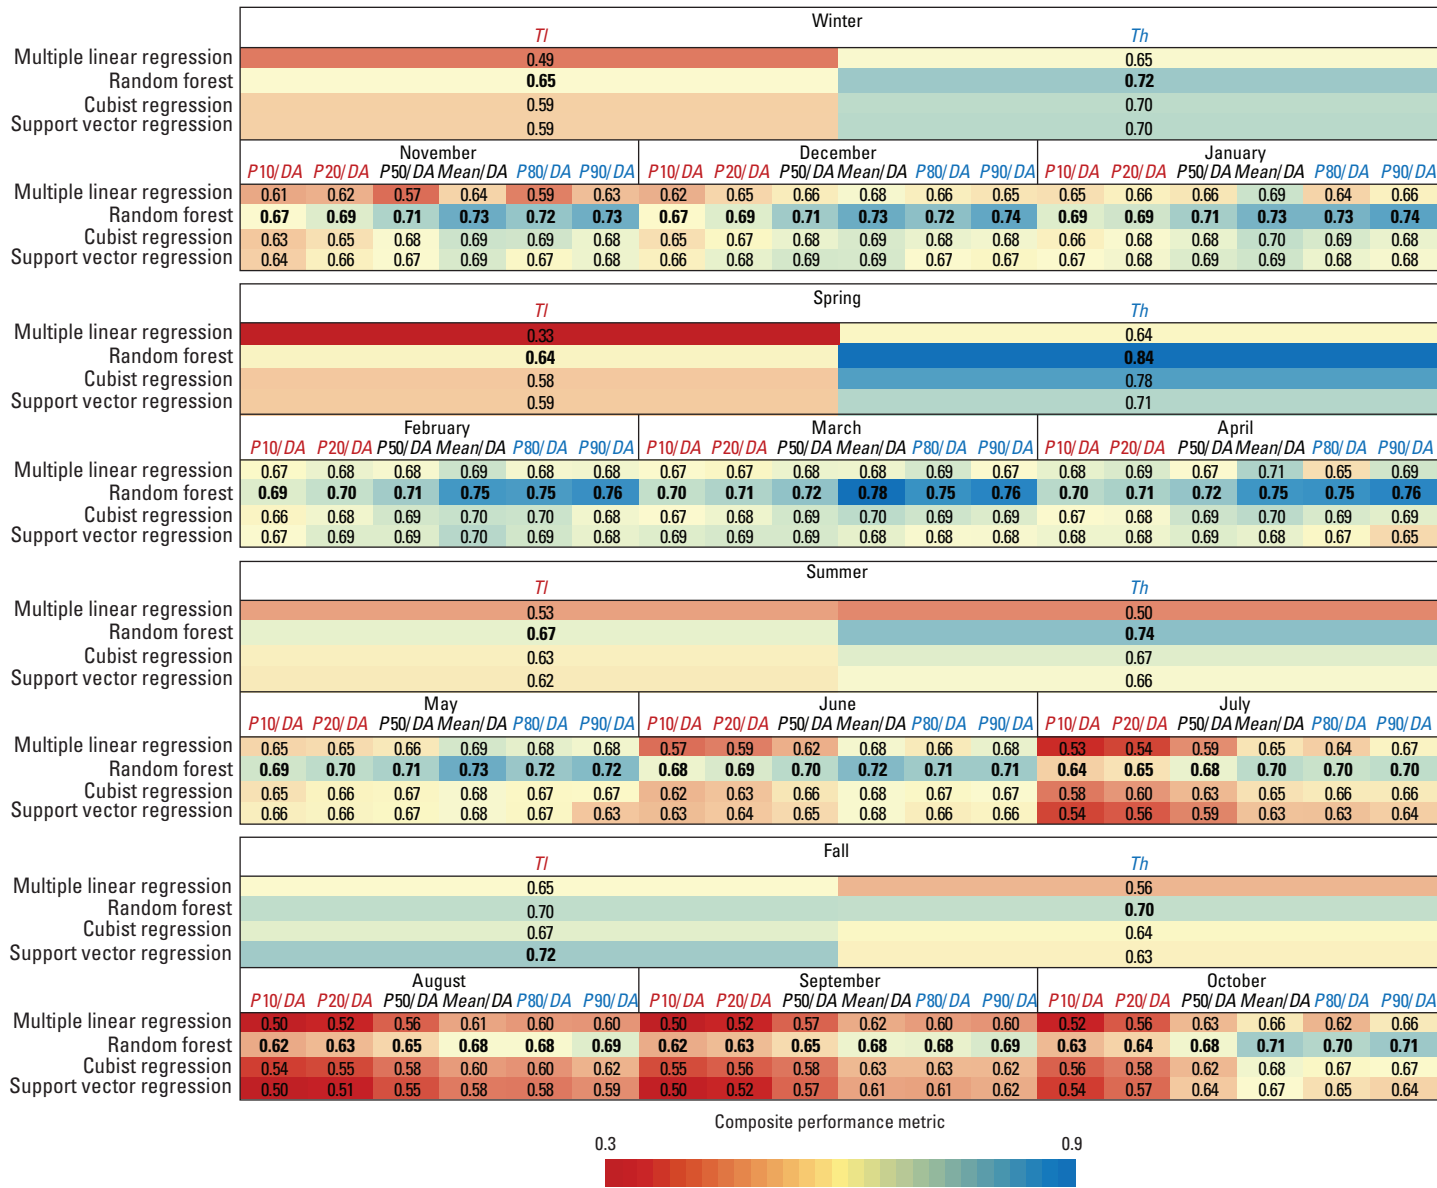 Winter
Tl Th
Multiple linear regression 0.49 0.65
Random forest 0.65 0.72
Cubist regression 0.59 0.70
Support vector regression 0.59 0.70
November December January
P10/DA P20/DA P50/DA Mean/DA P80/DA P90/DA P10/DA P20/DA P50/DA Mean/DA P80/DA P90/DA P10/DA P20/DA P50/DA Mean/DA P80/DA P90/DA
Multiple linear regression 0.61 0.62 0.57 0.64 0.59 0.63 0.62 0.65 0.66 0.68 0.66 0.65 0.65 0.66 0.66 0.69 0.64 0.66
Random forest 0.67 0.69 0.71 0.73 0.72 0.73 0.67 0.69 0.71 0.73 0.72 0.74 0.69 0.69 0.71 0.73 0.73 0.74
Cubist regression 0.63 0.65 0.68 0.69 0.69 0.68 0.65 0.67 0.68 0.69 0.68 0.68 0.66 0.68 0.68 0.70 0.69 0.68
Support vector regression 0.64 0.66 0.67 0.69 0.67 0.68 0.66 0.68 0.69 0.69 0.67 0.67 0.67 0.68 0.69 0.69 0.68 0.68
Spring
Tl Th
Multiple linear regression 0.33 0.64
Random forest 0.64 0.84
Cubist regression 0.58 0.78
Support vector regression 0.59 0.71
February March April
P10/DA P20/DA P50/DA Mean/DA P80/DA P90/DA P10/DA P20/DA P50/DA Mean/DA P80/DA P90/DA P10/DA P20/DA P50/DA Mean/DA P80/DA P90/DA
Multiple linear regression 0.67 0.68 0.68 0.69 0.68 0.68 0.67 0.67 0.68 0.68 0.69 0.67 0.68 0.69 0.67 0.71 0.65 0.69
Random forest 0.69 0.70 0.71 0.75 0.75 0.76 0.70 0.71 0.72 0.78 0.75 0.76 0.70 0.71 0.72 0.75 0.75 0.76
Cubist regression 0.66 0.68 0.69 0.70 0.70 0.68 0.67 0.68 0.69 0.70 0.69 0.69 0.67 0.68 0.69 0.70 0.69 0.69
Support vector regression 0.67 0.69 0.69 0.70 0.69 0.68 0.69 0.69 0.69 0.68 0.68 0.68 0.68 0.68 0.69 0.68 0.67 0.65
Summer
Tl Th
Multiple linear regression 0.53 0.50
Random forest 0.67 0.74
Cubist regression 0.63 0.67
Support vector regression 0.62 0.66
May June July
P10/DA P20/DA P50/DA Mean/DA P80/DA P90/DA P10/DA P20/DA P50/DA Mean/DA P80/DA P90/DA P10/DA P20/DA P50/DA Mean/DA P80/DA P90/DA
Multiple linear regression 0.65 0.65 0.66 0.69 0.68 0.68 0.57 0.59 0.62 0.68 0.66 0.68 0.53 0.54 0.59 0.65 0.64 0.67
Random forest 0.69 0.70 0.71 0.73 0.72 0.72 0.68 0.69 0.70 0.72 0.71 0.71 0.64 0.65 0.68 0.70 0.70 0.70
Cubist regression 0.65 0.66 0.67 0.68 0.67 0.67 0.62 0.63 0.66 0.68 0.67 0.67 0.58 0.60 0.63 0.65 0.66 0.66
Support vector regression 0.66 0.66 0.67 0.68 0.67 0.63 0.63 0.64 0.65 0.68 0.66 0.66 0.54 0.56 0.59 0.63 0.63 0.64
Fall
Tl Th
Multiple linear regression 0.65 0.56
Random forest 0.70 0.70
Cubist regression 0.67 0.64
Support vector regression 0.72 0.63
August September October
P10/DA P20/DA P50/DA Mean/DA P80/DA P90/DA P10/DA P20/DA P50/DA Mean/DA P80/DA P90/DA P10/DA P20/DA P50/DA Mean/DA P80/DA P90/DA
Multiple linear regression 0.50 0.52 0.56 0.61 0.60 0.60 0.50 0.52 0.57 0.62 0.60 0.60 0.52 0.56 0.63 0.66 0.62 0.66
Random forest 0.62 0.63 0.65 0.68 0.68 0.69 0.62 0.63 0.65 0.68 0.68 0.69 0.63 0.64 0.68 0.71 0.70 0.71
Cubist regression 0.54 0.55 0.58 0.60 0.60 0.62 0.55 0.56 0.58 0.63 0.63 0.62 0.56 0.58 0.62 0.68 0.67 0.67
Support vector regression 0.50 0.51 0.55 0.58 0.58 0.59 0.50 0.52 0.57 0.61 0.61 0.62 0.54 0.57 0.64 0.67 0.65 0.64
Composite performance metric
0.3 0.9